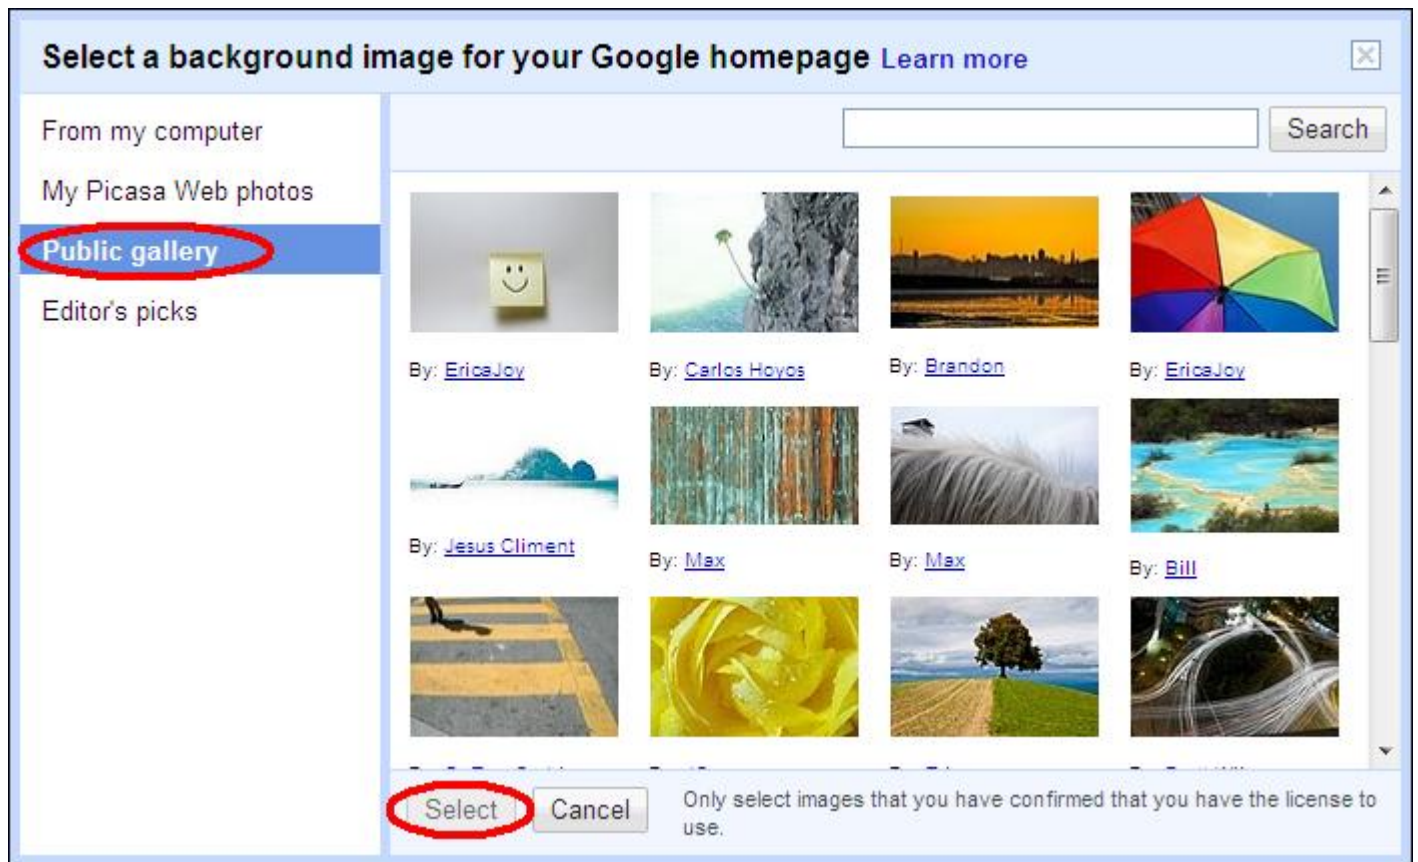 Select a background image for your Google homepage Learn more
From my computer
My Picasa Web photos
Public gallery
Editor's picks
Search
By: EricaJoy
By: Carlos Hoyos
By: Brandon
By: EricaJoy
By: Jesus Climent
By: Max
By: Max
By: Bill
Select
Cancel
Only select images that you have confirmed that you have the license to
use.